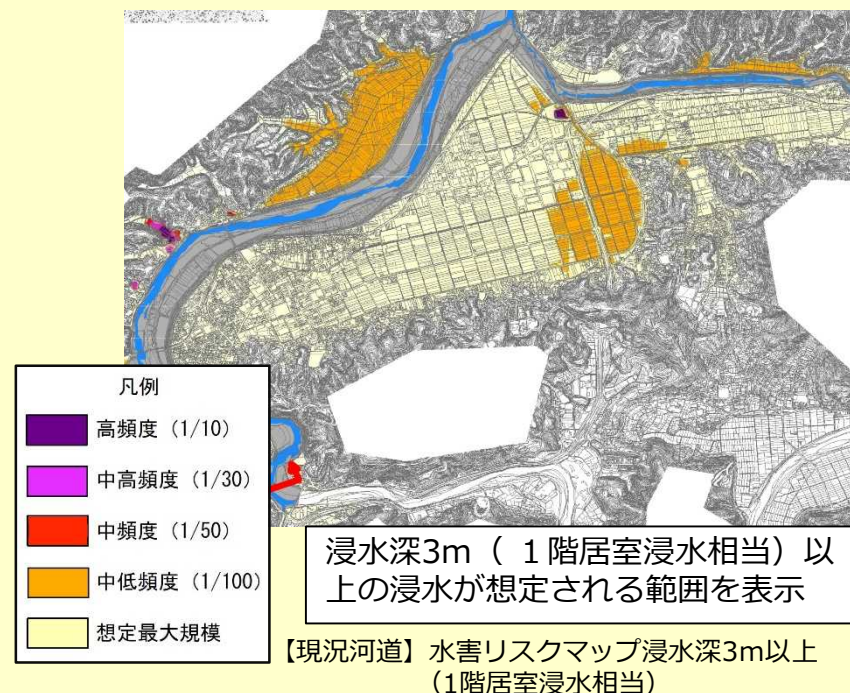 凡例
高頻度（1/10）
中高頻度（1/30）
中頻度（1/50）
中低頻度（1/100）
想定最大規模
浸水深3m（ 1階居室浸水相当）以
上の浸水が想定される範囲を表示
【現況河道】水害リスクマップ浸水深3m以上
（1階居室浸水相当）